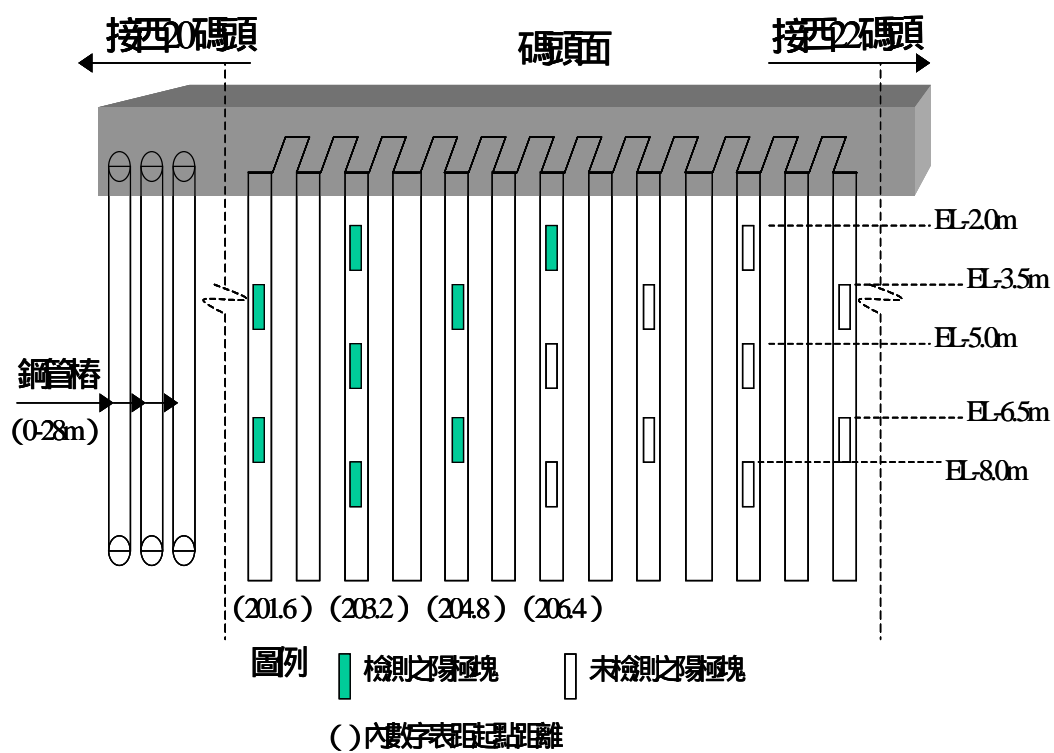 接西20碼頭
碼頭面
接西22碼頭
EL-2.0m
EL-3.5m
EL-5.0m
鋼管樁
(0-28m)
EL-6.5m
EL-8.0m
(201.6) (203.2) (204.8) (206.4)
圖例 檢測之陽極塊 未檢測之陽極塊
( ) 內數字表距起點距離